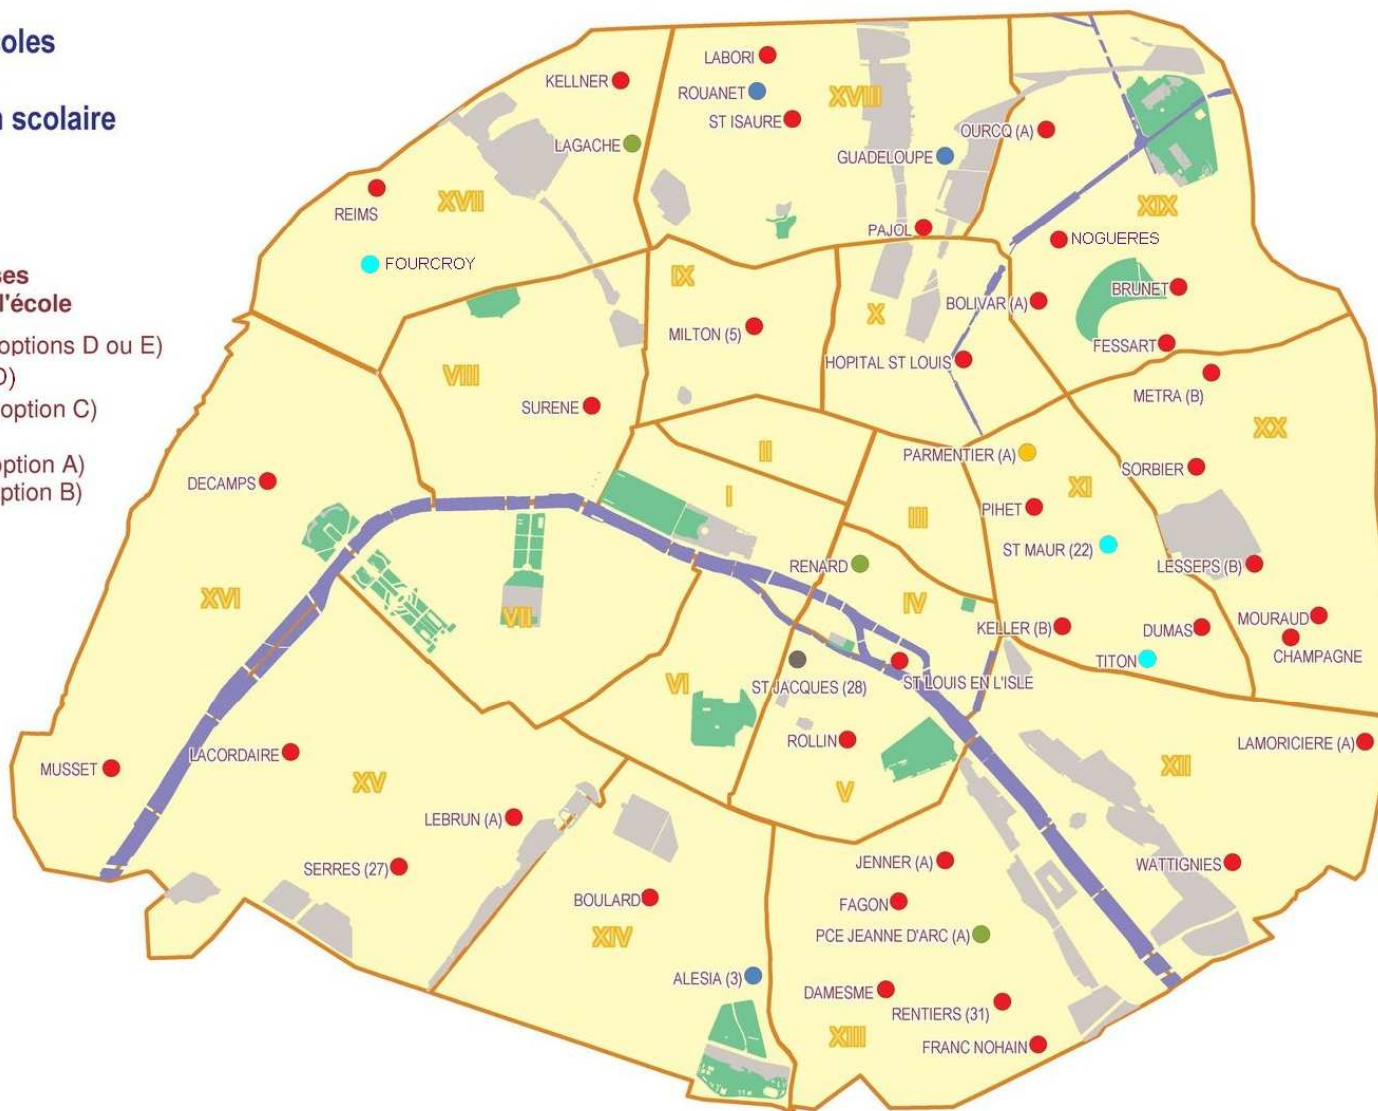 coles
n scolaire
ses
l'école
options D ou E)
D)
option C)
option A)
ption B)
KELLNER
LAGACHE
REIMS
XVII
FOURCROY
LABORI
ROUANET
XVIII
ST ISAURE
GUADELOUPE
PAJOL
OURCQ (A)
XIX
NOGUERES
BRUNET
BOLIVAR (A)
FESSART
IX
MILTON (5)
X
HOPITAL ST LOUIS
VIII
SURENE
METRA (B)
XX
SORBIER
LESSEPS (B)
MOURAUD
CHAMPAGNE
II
I
III
PARMENTIER (A)
XI
PIHET
ST MAUR (22)
KELLER (B)
DUMAS
TITON
DECAMPS
XVI
MUSSET
VII
RENARD
IV
ST LOUIS EN L'ISLE
VI
ST JACQUES (28)
ROLLIN
V
LAMORICIERE (A)
XII
WATTIGNIES
LACORDAIRE
XV
LEBRUN (A)
SERRES (27)
BOULARD
XIV
ALESIA (3)
JENNER (A)
FAGON
PCE JEANNE D'ARC (A)
DAMESME
RENTIERS (31)
XIII
FRANC NOHAIN